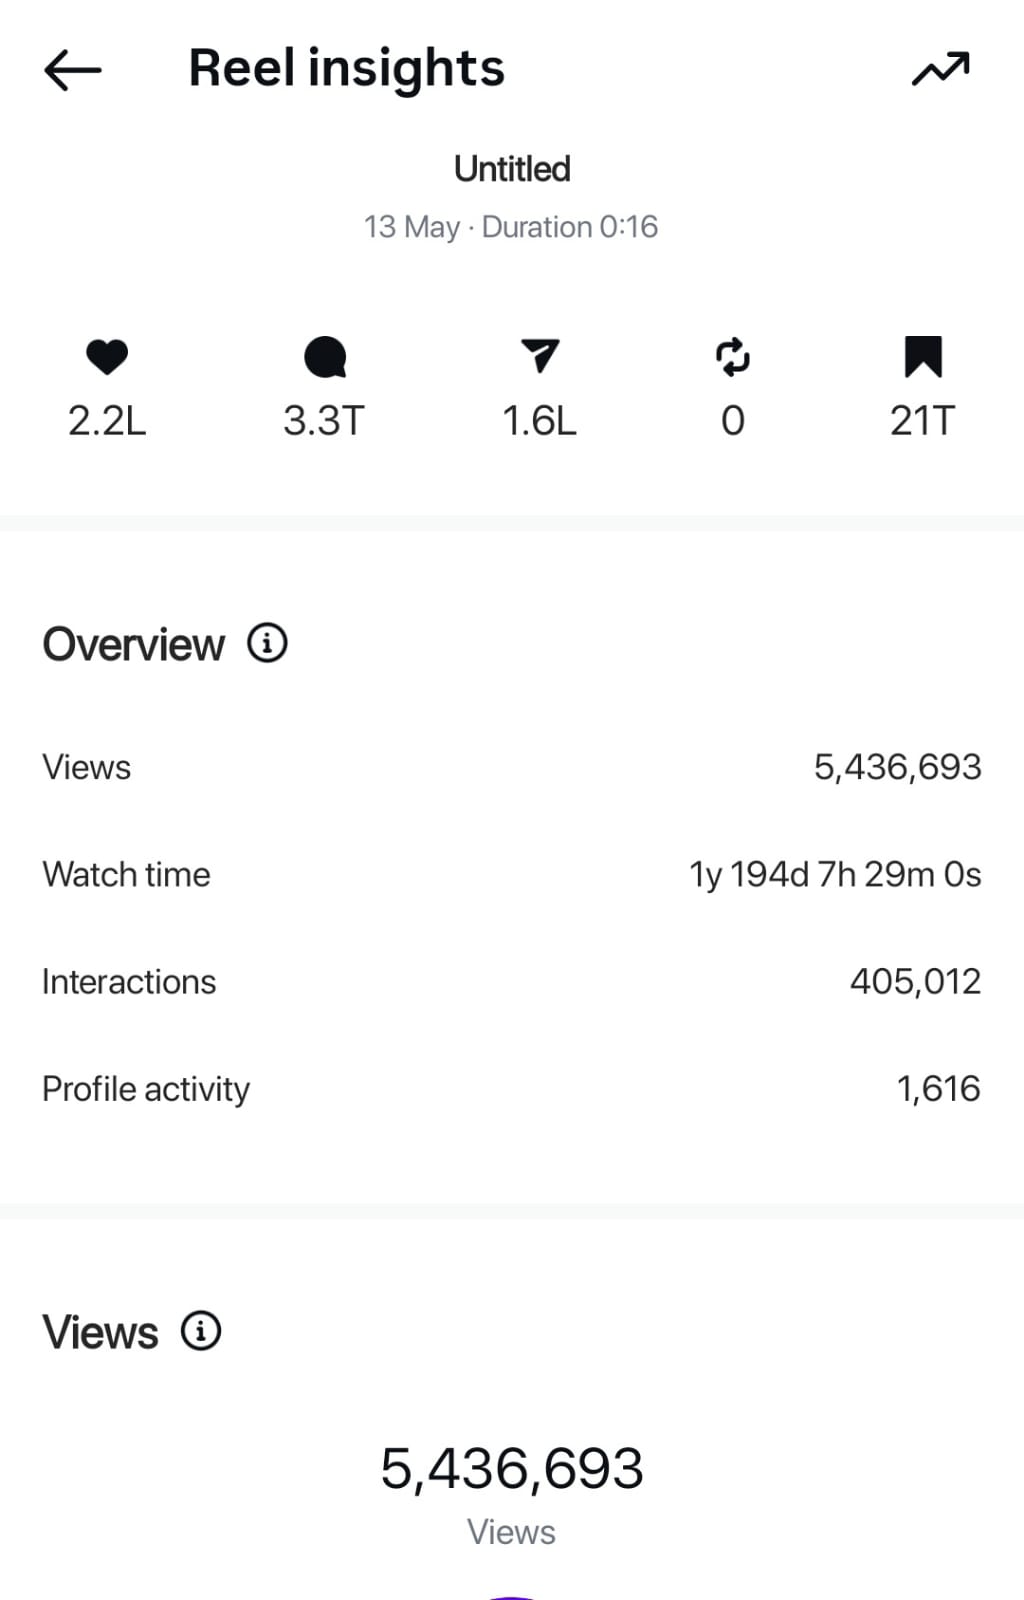 Reel insights
Untitled
13 May · Duration 0:16
2.2L 3.3T 1.6L 0 21T
Overview
Views 5,436,693
Watch time 1y 194d 7h 29m 0s
Interactions 405,012
Profile activity 1,616
Views
5,436,693
Views